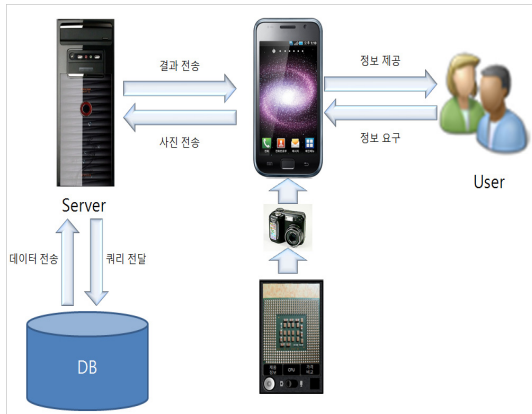 결과 전송
정보 제공
사진 전송
정보 요구
User
Server
데이터 전송
쿼리 전달
DB
CPU